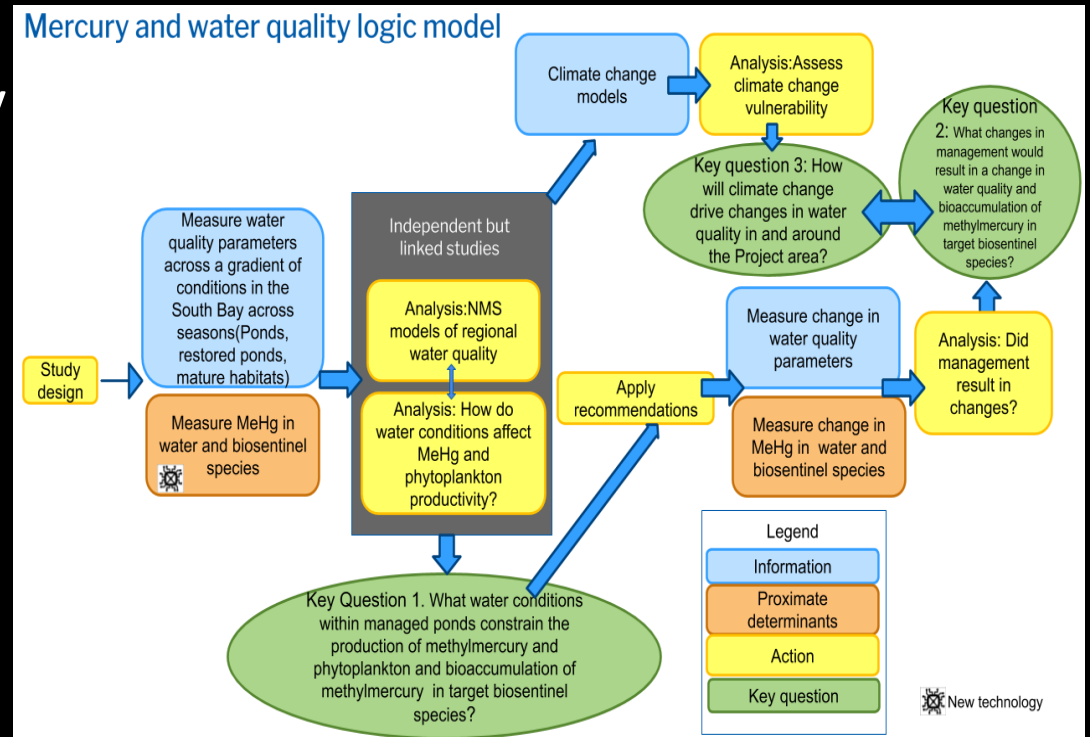 Mercury and water quality logic model
Climate change
models
Analysis:Assess
climate change
vulnerability
Key question
2: What changes in
management would
result in a change in
water quality and
bioaccumulation of
methylmercury in
target biosentinel
species?
Key question 3: How
will climate change
drive changes in water
quality in and around
the Project area?
Study
design
Measure water
quality parameters
across a gradient of
conditions in the
South Bay across
seasons(Ponds,
restored ponds,
mature habitats)
Measure MeHg in
water and biosentinel
species
Independent but
linked studies
Analysis:NMS
models of regional
water quality
Analysis: How do
water conditions affect
MeHg and
phytoplankton
productivity?
Key Question 1. What water conditions
within managed ponds constrain the
production of methylmercury and
phytoplankton and bioaccumulation of
methylmercury in target biosentinel
species?
Apply
recommendations
Measure change in
water quality
parameters
Measure change in
MeHg in water and
biosentinel species
Analysis: Did
management
result in
changes?
Legend
Information
Proximate
determinants
Action
Key question
New technology